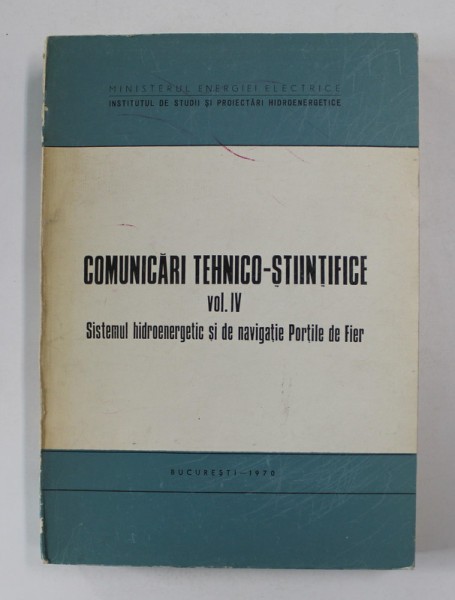 MINISTERUL ENERGIEI ELECTRICE
INSTITUTUL DE STUDII ȘI PROIECTĂRI HIDROENERGETICE
COMUNICĂRI TEHNICO-ȘTIINȚIFICE
vol. IV
Sistemul hidroenergetic și de navigație Porțile de Fier
BUCUREȘTI—1970